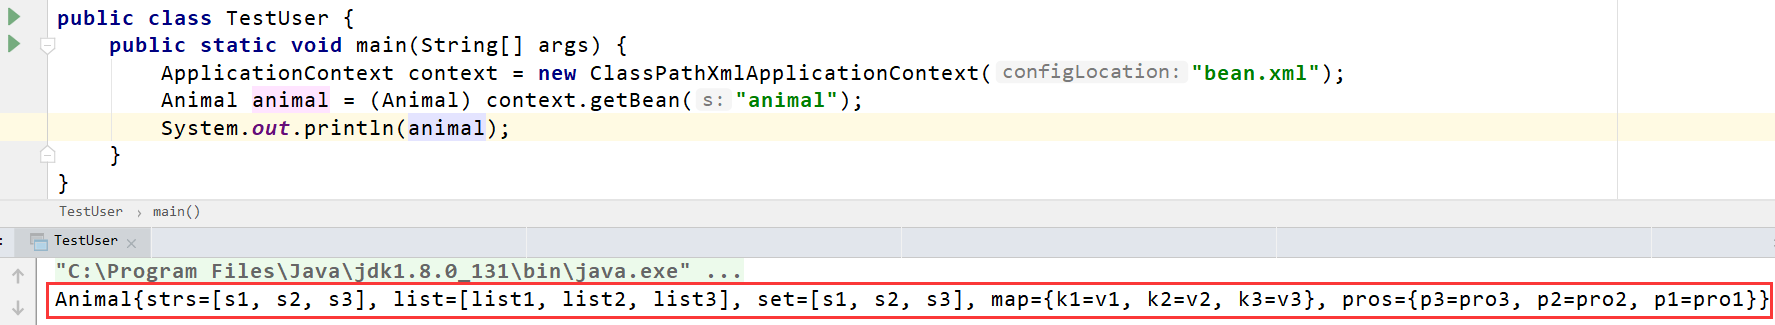 public class TestUser {
public static void main(String[] args) {
ApplicationContext context = new ClassPathXmlApplicationContext( configLocation: "bean.xml");
Animal animal = (Animal) context.getBean( s: "animal");
System.out.println(animal);
}
}
TestUser › main()
: TestUser ×
"C:\Program Files\Java\jdk1.8.0_131\bin\java.exe" ...
Animal{strs=[s1, s2, s3], list=[list1, list2, list3], set=[s1, s2, s3], map={k1=v1, k2=v2, k3=v3}, pros={p3=pro3, p2=pro2, p1=pro1}}